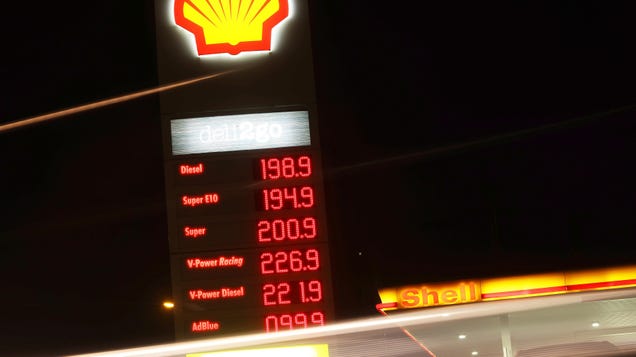 deli2go
Diesel 198.9
Super E10 194.9
Super 200.9
V-Power Racing 226.9
V-Power Diesel 221.9
AdBlue 099.9
Shell